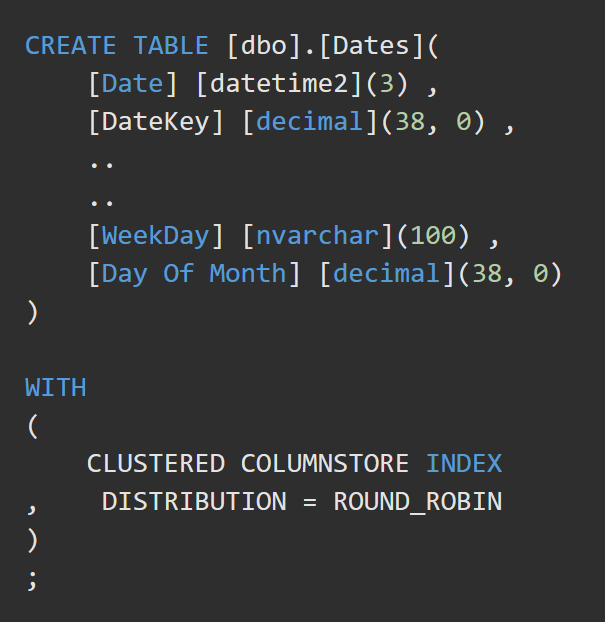 CREATE TABLE [dbo].[Dates](
    [Date] [datetime2](3) ,
    [DateKey] [decimal](38, 0) ,
    ..
    ..
    [WeekDay] [nvarchar](100) ,
    [Day Of Month] [decimal](38, 0)
)

WITH
(
    CLUSTERED COLUMNSTORE INDEX
,    DISTRIBUTION = ROUND_ROBIN
)
;